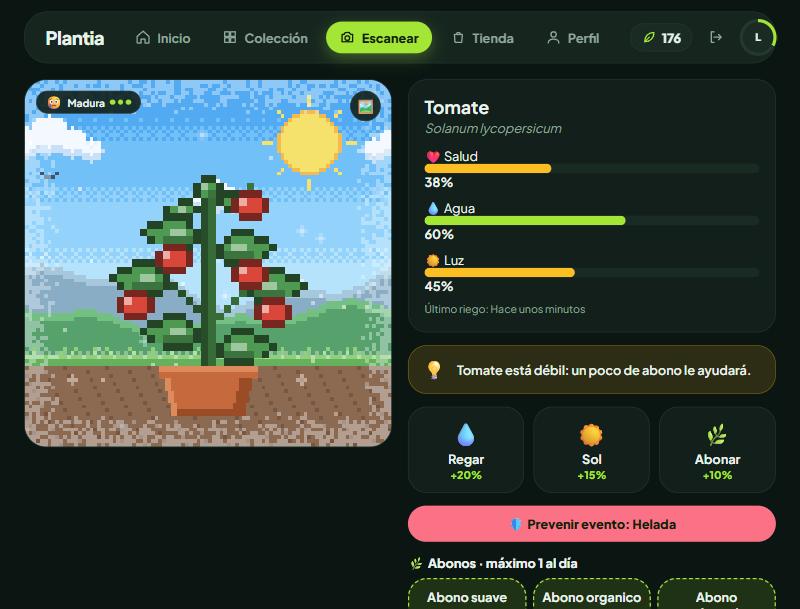 Plantia
Inicio
Colección
Escanear
Tienda
Perfil
176
L
Madura
Tomate
Solanum lycopersicum
Salud
38%
Agua
60%
Luz
45%
Último riego: Hace unos minutos
Tomate está débil: un poco de abono le ayudará.
Regar
+20%
Sol
+15%
Abonar
+10%
Prevenir evento: Helada
Abonos · máximo 1 al día
Abono suave
Abono organico
Abono